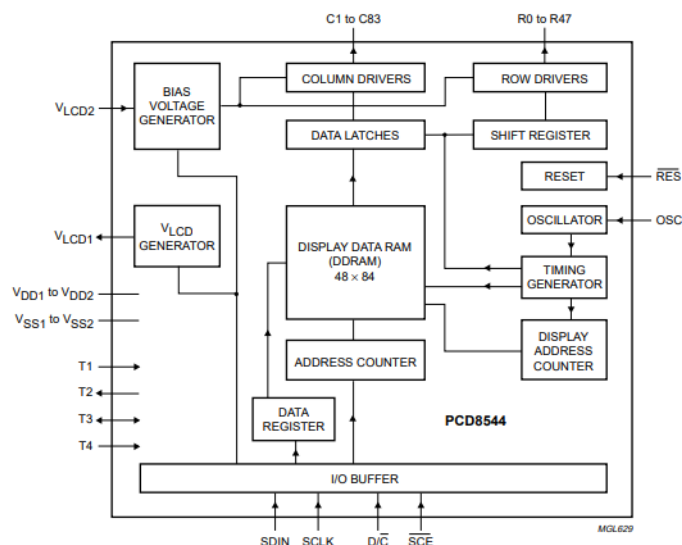 C1 to C83 R0 to R47
BIAS
VOLTAGE
GENERATOR
COLUMN DRIVERS
ROW DRIVERS
VLCD2
DATA LATCHES
SHIFT REGISTER
RESET
RES
VLCD
GENERATOR
VLCD1
OSCILLATOR
OSC
DISPLAY DATA RAM
(DDRAM)
48 × 84
TIMING
GENERATOR
VDD1 to VDD2
VSS1 to VSS2
DISPLAY
ADDRESS
COUNTER
ADDRESS COUNTER
T1
T2
T3
T4
DATA
REGISTER
PCD8544
I/O BUFFER
SDIN SCLK D/C̅ S̅C̅E̅
MGL629